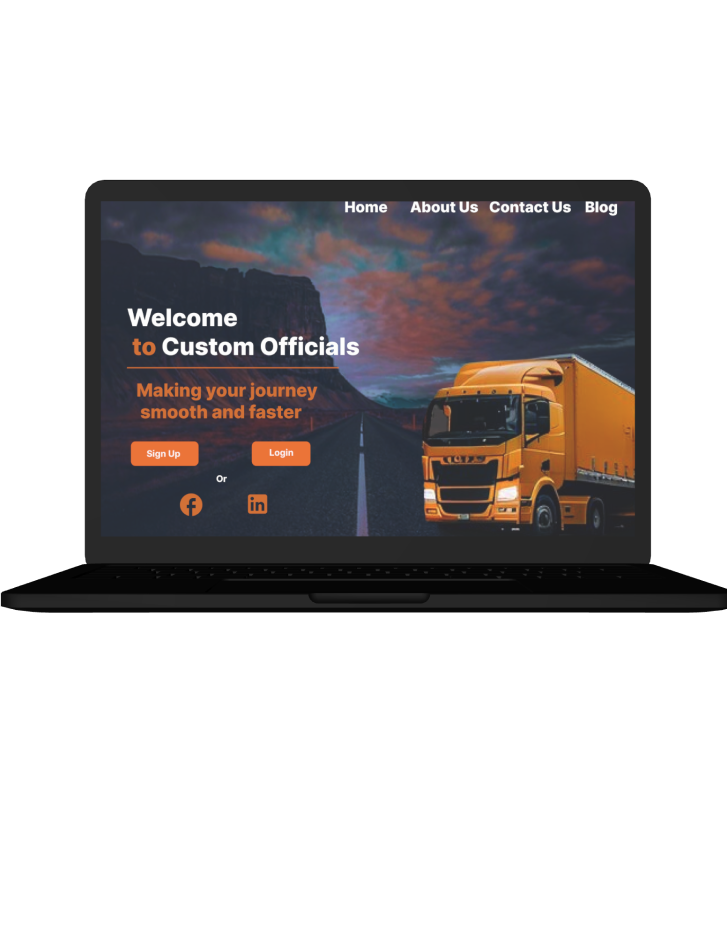 Home About Us Contact Us Blog
Welcome
to Custom Officials
Making your journey
smooth and faster
Sign Up Login
Or